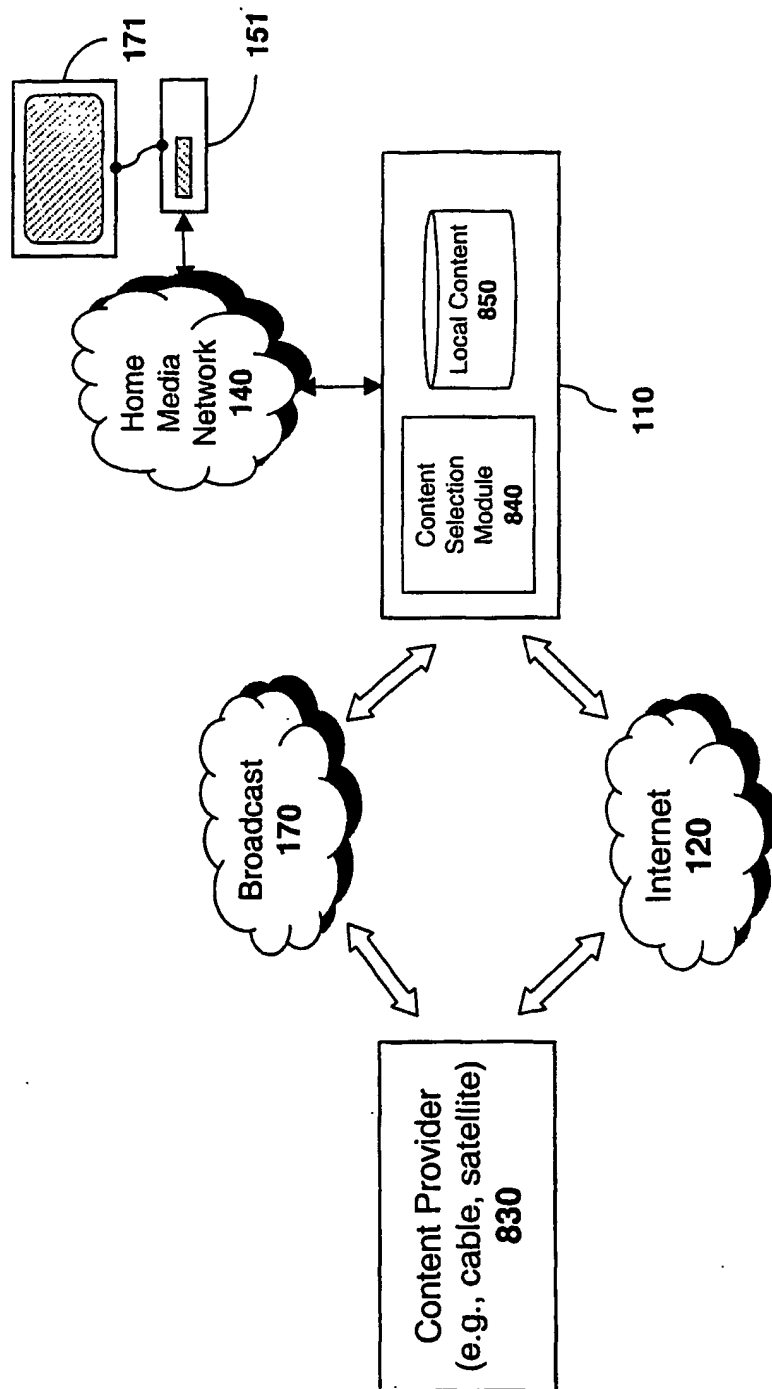 Content Provider
(e.g., cable, satellite)
830
Broadcast
170
Internet
120
Content
Selection
Module
840
Local Content
850
110
Home
Media
Network
140
171
151